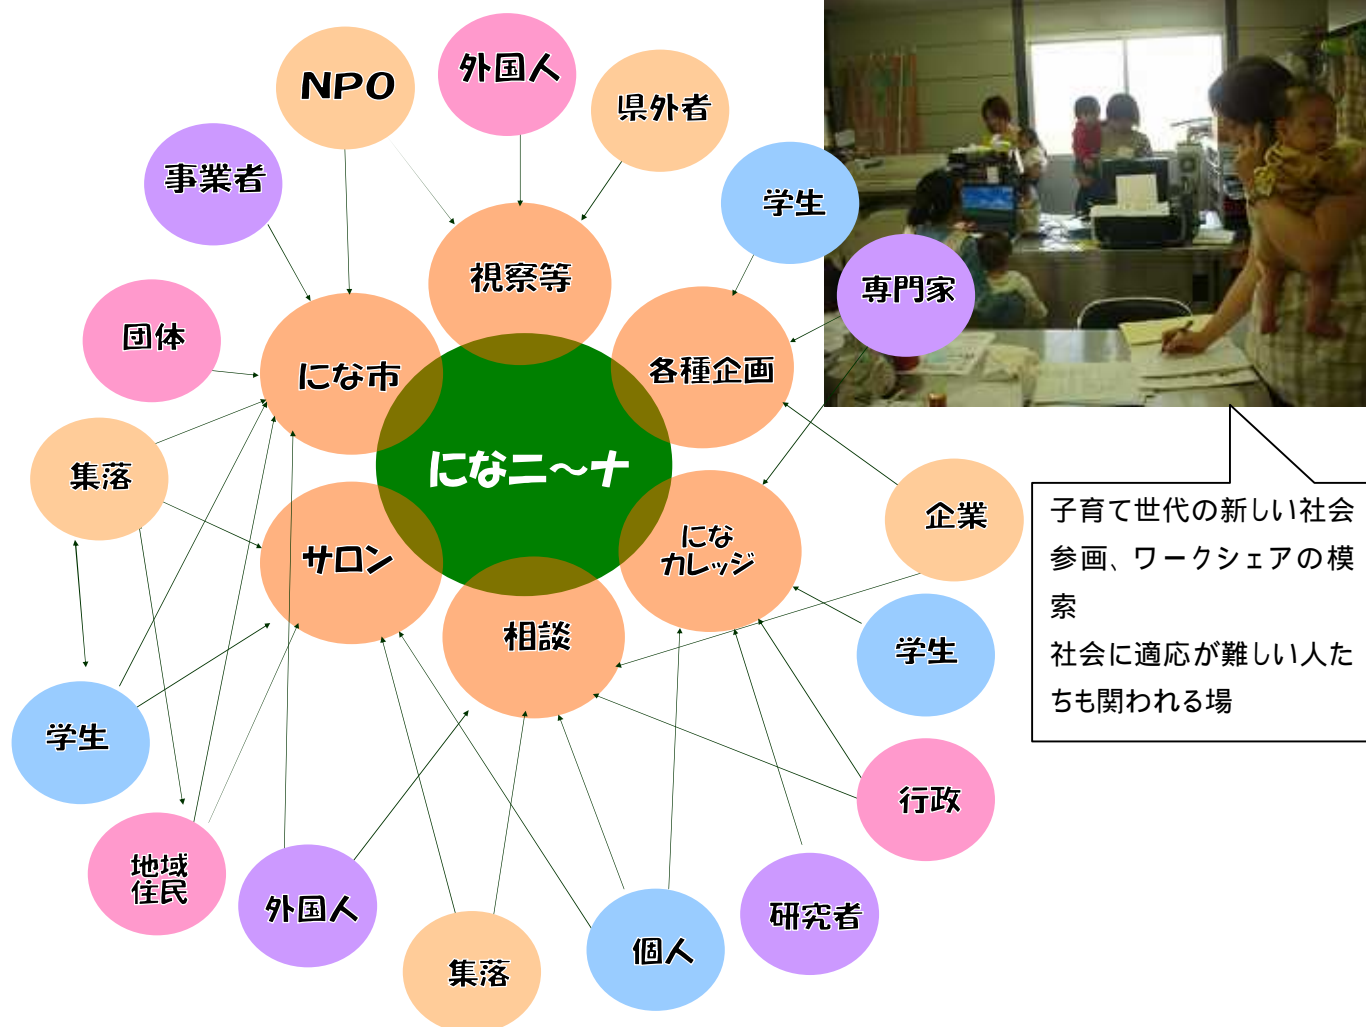 NPO
外国人
県外者
事業者
学生
視察等
専門家
団体
にな市
各種企画
集落
になニ～ナ
企業
サロン
にな
カレッジ
相談
学生
学生
行政
地域
住民
外国人
集落
個人
研究者
子育て世代の新しい社会
参画、ワークシェアの模
索
社会に適応が難しい人た
ちも関われる場